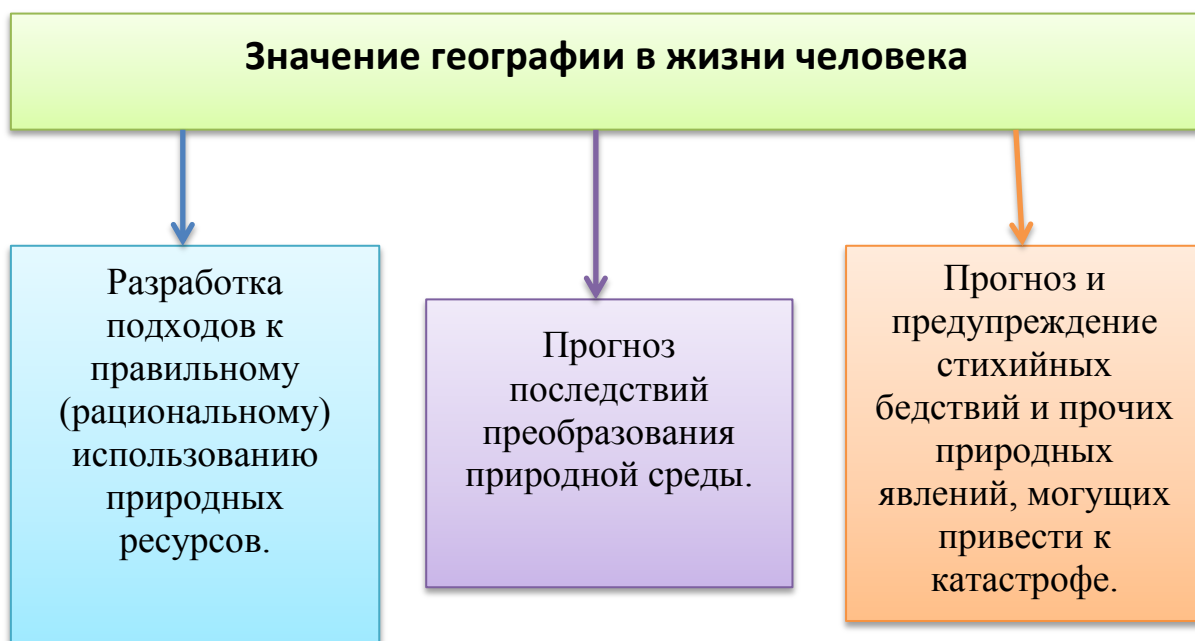 Значение географии в жизни человека
Разработка
подходов к
правильному
(рациональному)
использованию
природных
ресурсов.
Прогноз
последствий
преобразования
природной среды.
Прогноз и
предупреждение
стихийных
бедствий и прочих
природных
явлений, могущих
привести к
катастрофе.